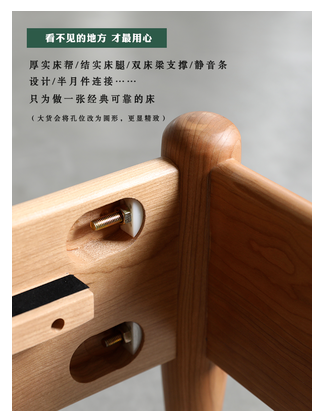 看不见的地方 才最用心
厚实床帮/结实床腿/双床梁支撑/静音条
设计/半月件连接……
只为做一张经典可靠的床
（大货会将孔位改为圆形，更显精致）